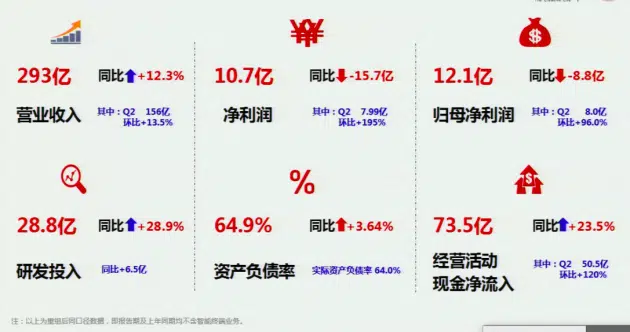 293亿 同比 +12.3%
营业收入 其中：Q2 156亿
环比+13.5%
10.7亿 同比 -15.7亿
净利润 其中：Q2 7.99亿
环比+195%
12.1亿 同比 -8.8亿
归母净利润 其中：Q2 8.0亿
环比+96.0%
28.8亿 同比 +28.9%
研发投入 同比+6.5亿
%
64.9% 同比 +3.64%
资产负债率 实际资产负债率 64.0%
73.5亿 同比 +23.5%
经营活动 其中：Q2 50.5亿
现金净流入 环比+120%
注：以上为重组后同口径数据，即报告期及上年同期均不含智能终端业务。